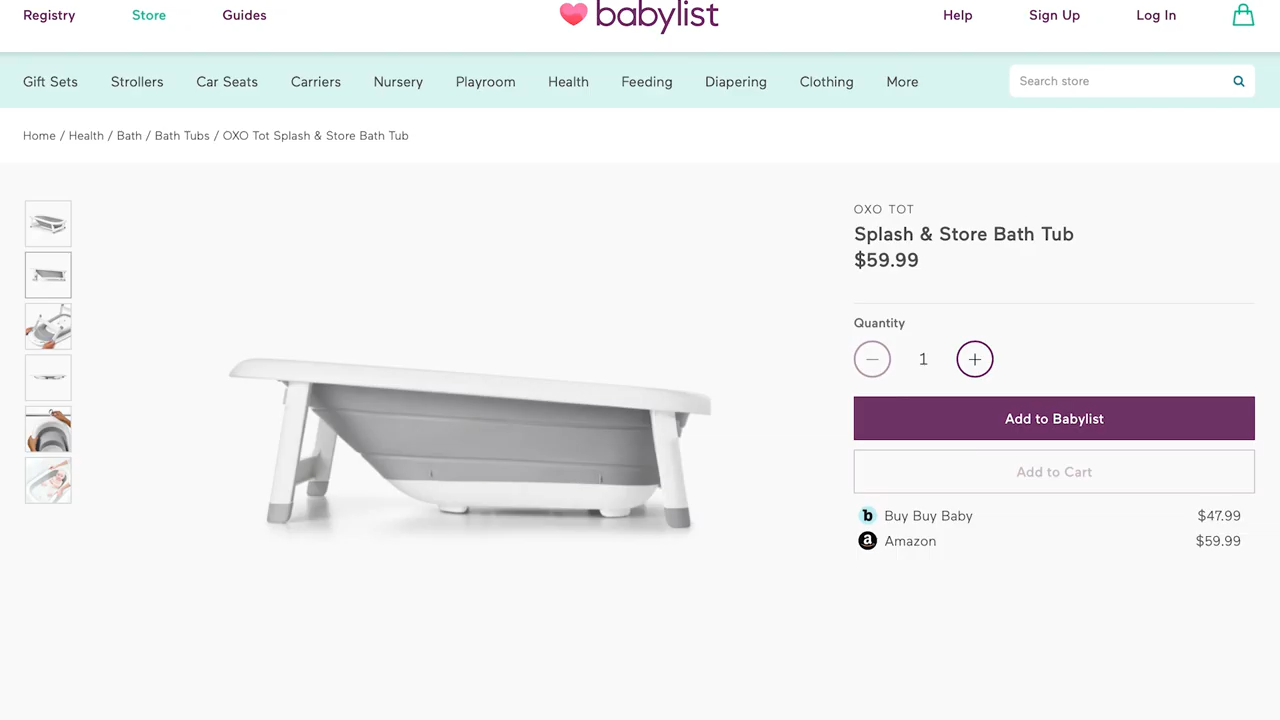 Registry Store Guides babylist Help Sign Up Log In
Gift Sets Strollers Car Seats Carriers Nursery Playroom Health Feeding Diapering Clothing More Search store
Home / Health / Bath / Bath Tubs / OXO Tot Splash & Store Bath Tub
OXO TOT
Splash & Store Bath Tub
$59.99
Quantity
− 1 +
Add to Babylist
Add to Cart
b Buy Buy Baby $47.99
a Amazon $59.99